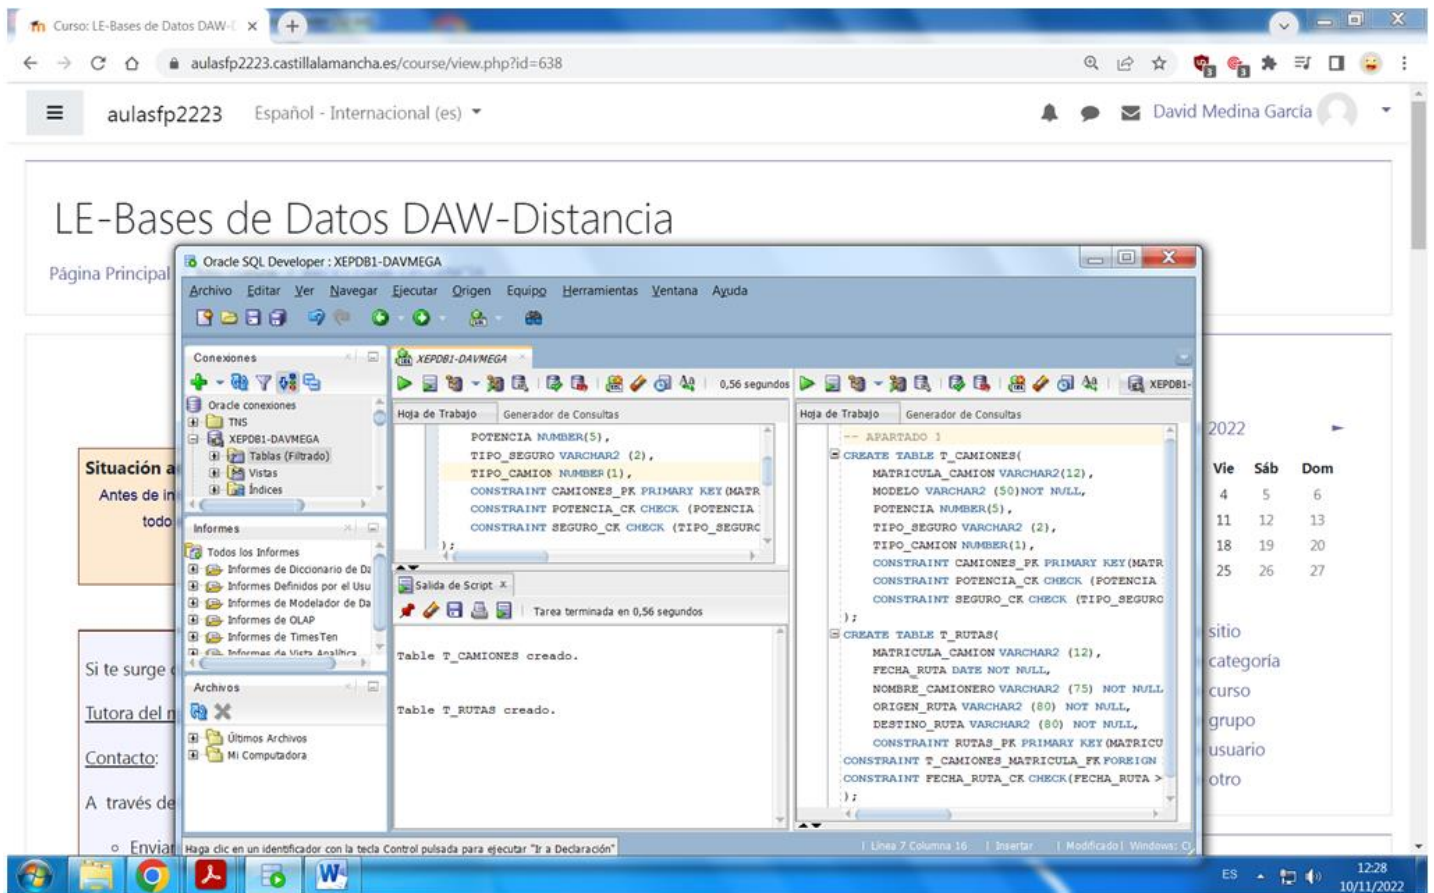 Curso: LE-Bases de Datos DAW-D
aulasfp2223.castillalamancha.es/course/view.php?id=638
3
3
aulasfp2223
Español - Internacional (es)
David Medina García
LE-Bases de Datos DAW-Distancia
Página Principal
Oracle SQL Developer : XEPDB1-DAVMEGA
Archivo Editar Ver Navegar Ejecutar Origen Equipo Herramientas Ventana Ayuda
Conexiones
Oracle conexiones
TNS
XEPDB1-DAVMEGA
Tablas (Filtrado)
Vistas
Índices
Informes
Todos los Informes
Informes de Diccionario de Da
Informes Definidos por el Usu
Informes de Modelador de Da
Informes de OLAP
Informes de TimesTen
Informes de Vista Analítica
Archivos
Últimos Archivos
Mi Computadora
XEPDB1-DAVMEGA
0,56 segundos
Hoja de Trabajo Generador de Consultas
POTENCIA NUMBER(5),
TIPO_SEGURO VARCHAR2 (2),
TIPO_CAMION NUMBER(1),
CONSTRAINT CAMIONES_PK PRIMARY KEY(MATR
CONSTRAINT POTENCIA_CK CHECK (POTENCIA
CONSTRAINT SEGURO_CK CHECK (TIPO_SEGURO
);
Salida de Script
Tarea terminada en 0,56 segundos
Table T_CAMIONES creado.
Table T_RUTAS creado.
XEPDB1-
Hoja de Trabajo Generador de Consultas
-- APARTADO 1
CREATE TABLE T_CAMIONES(
MATRICULA_CAMION VARCHAR2(12),
MODELO VARCHAR2 (50)NOT NULL,
POTENCIA NUMBER(5),
TIPO_SEGURO VARCHAR2 (2),
TIPO_CAMION NUMBER(1),
CONSTRAINT CAMIONES_PK PRIMARY KEY(MATR
CONSTRAINT POTENCIA_CK CHECK (POTENCIA
CONSTRAINT SEGURO_CK CHECK (TIPO_SEGURO
);
CREATE TABLE T_RUTAS(
MATRICULA_CAMION VARCHAR2 (12),
FECHA_RUTA DATE NOT NULL,
NOMBRE_CAMIONERO VARCHAR2 (75) NOT NULL
ORIGEN_RUTA VARCHAR2 (80) NOT NULL,
DESTINO_RUTA VARCHAR2 (80) NOT NULL,
CONSTRAINT RUTAS_PK PRIMARY KEY(MATRICU
CONSTRAINT T_CAMIONES_MATRICULA_FK FOREIGN
CONSTRAINT FECHA_RUTA_CK CHECK(FECHA_RUTA >
);
Haga clic en un identificador con la tecla Control pulsada para ejecutar "Ir a Declaración"
Línea 7 Columna 16 | Insertar | Modificado | Windows: C
Situación a
Antes de in
todo
Si te surge
Tutora del m
Contacto:
A través de
Enviar
2022
Vie Sáb Dom
4 5 6
11 12 13
18 19 20
25 26 27
sitio
categoría
curso
grupo
usuario
otro
ES
12:28
10/11/2022